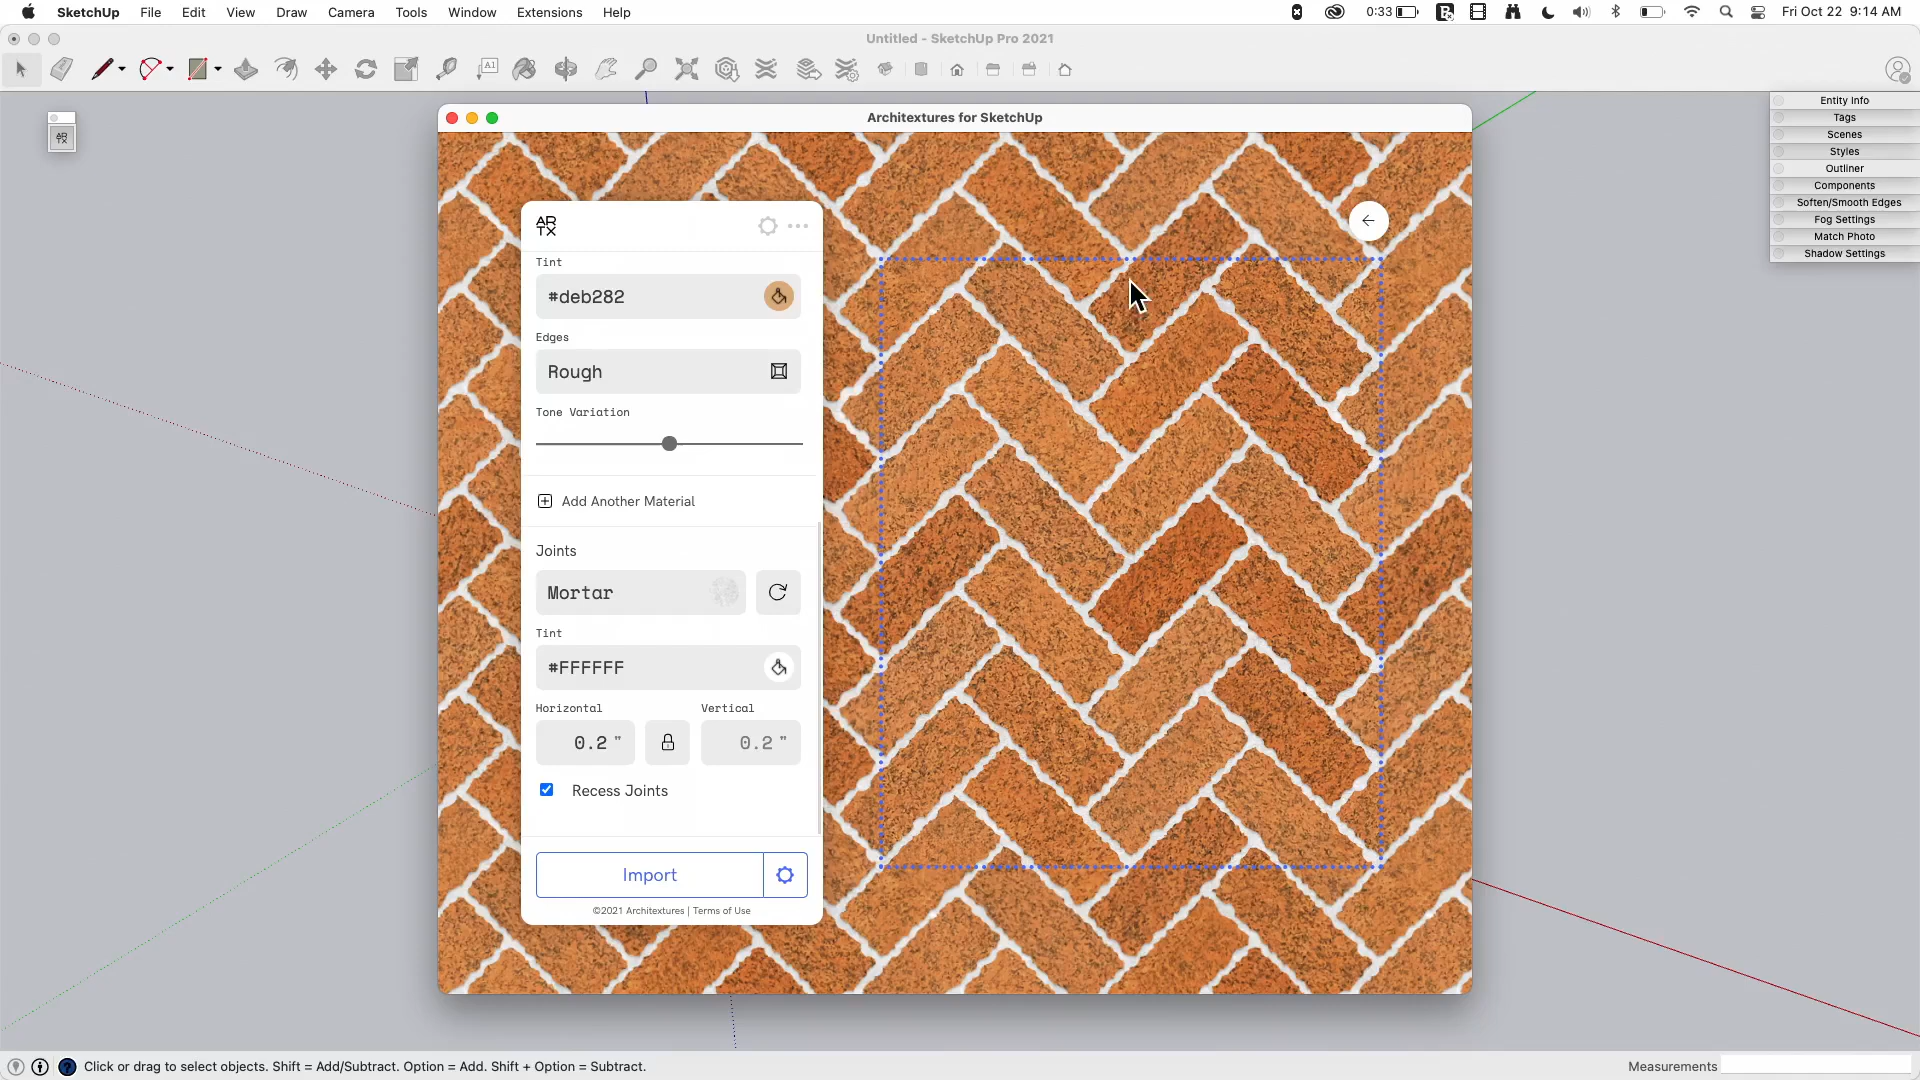 SketchUp File Edit View Draw Camera Tools Window Extensions Help 0:33 Fri Oct 22 9:14 AM
Untitled - SketchUp Pro 2021
A1
Entity Info
Tags
Scenes
Styles
Outliner
Components
Soften/Smooth Edges
Fog Settings
Match Photo
Shadow Settings
AR
TX
Architextures for SketchUp
AR
TX
Tint
#deb282
Edges
Rough
Tone Variation
Add Another Material
Joints
Mortar
Tint
#FFFFFF
Horizontal Vertical
0.2 " 0.2 "
Recess Joints
Import
©2021 Architextures | Terms of Use
Click or drag to select objects. Shift = Add/Subtract. Option = Add. Shift + Option = Subtract.
Measurements